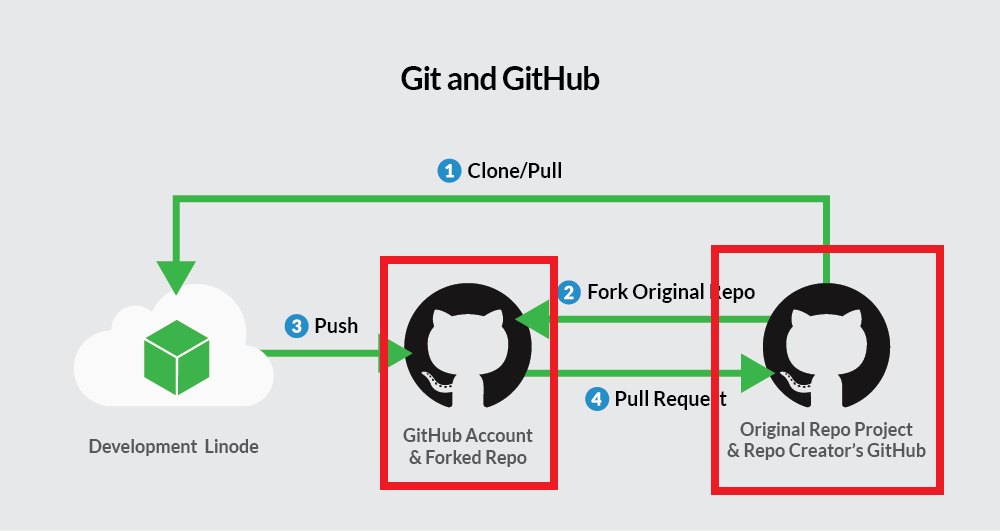 Git and GitHub
1 Clone/Pull
2 Fork Original Repo
3 Push
4 Pull Request
Development Linode
GitHub Account
& Forked Repo
Original Repo Project
& Repo Creator's GitHub